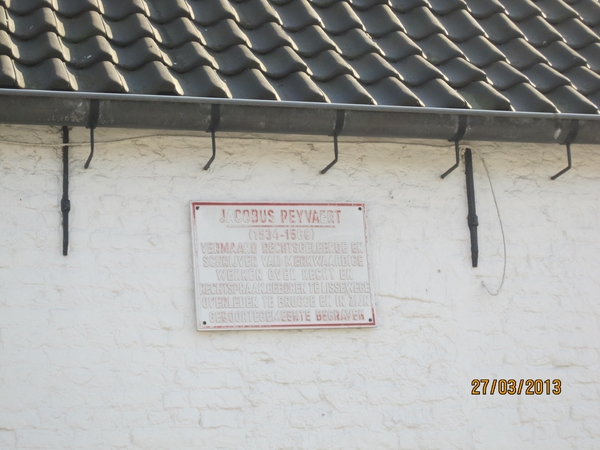 JACOBUS PEYVAERT
VERMAARD RECHTSGELEERDE EN
SCHRIJVER VAN MERKWAARDIGE
WERKEN OVER RECHT EN
RECHTSPRAAK GEBOREN TE LISSEWEGE
OVERLEDEN TE BRUGGE EN IN ZIJN
GEBOORTEGEMEENTE BEGRAVEN
27/03/2013